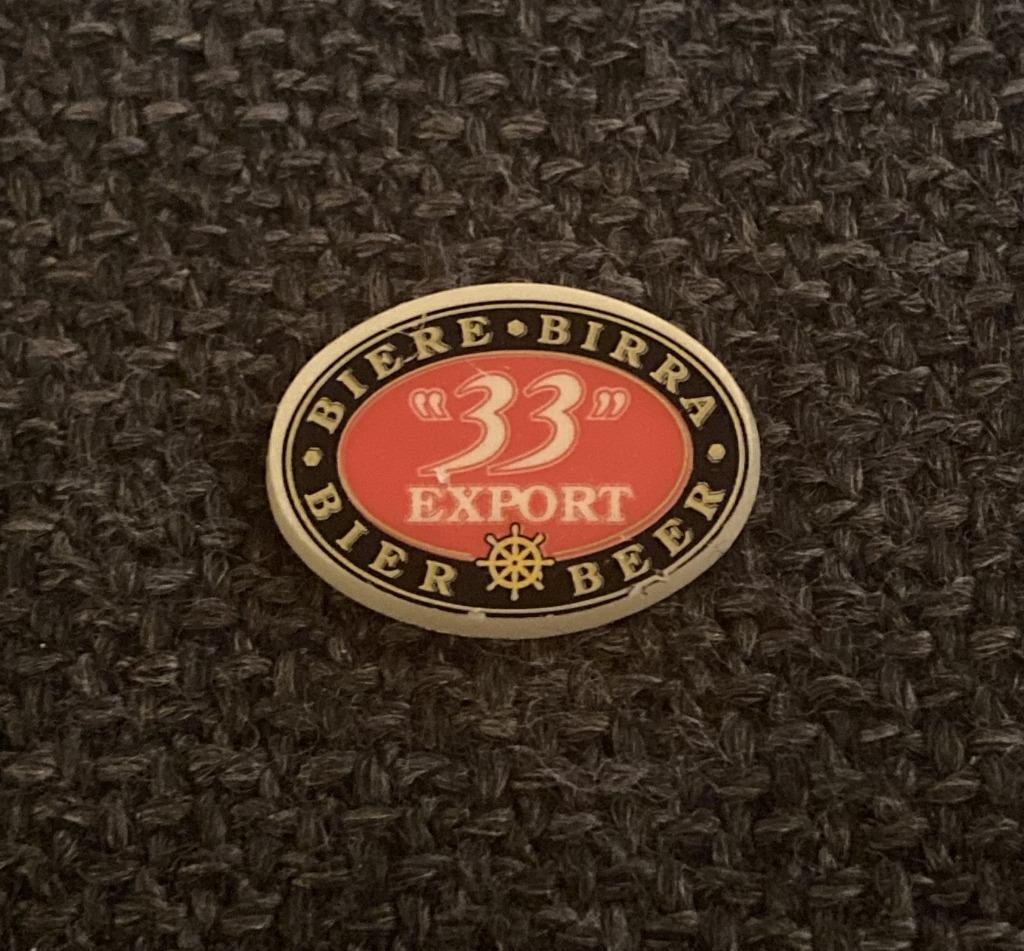 BIERE • BIRRA
"33"
EXPORT
BIER BEER